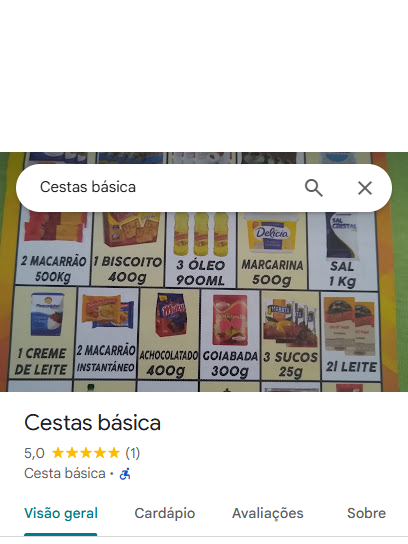 Cestas básica
Delicia
SAL
CRISTAL
2 MACARRÃO
500Kg
1 BISCOITO
400g
3 ÓLEO
900ML
MARGARINA
500g
SAL
1 Kg
1 CREME
DE LEITE
2 MACARRÃO
INSTANTÂNEO
ACHOCOLATADO
400g
GOIABADA
300g
3 SUCOS
25g
2l LEITE
Cestas básica
5,0 ★★★★★ (1)
Cesta básica ·
Visão geral
Cardápio
Avaliações
Sobre